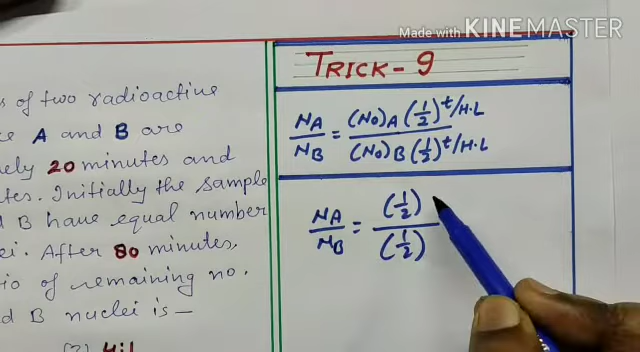 Made with KINEMASTER
TRICK-9
s of two radioactive
ce A and B are
ely 20 minutes and
tes. Initially the sample
d B have equal number
ei. After 80 minutes,
io of remaining no.
nd B nuclei is—
NA/NB = (N0)A (1/2)^t/H.L / (N0)B (1/2)^t/H.L
NA/NB = (1/2) / (1/2)